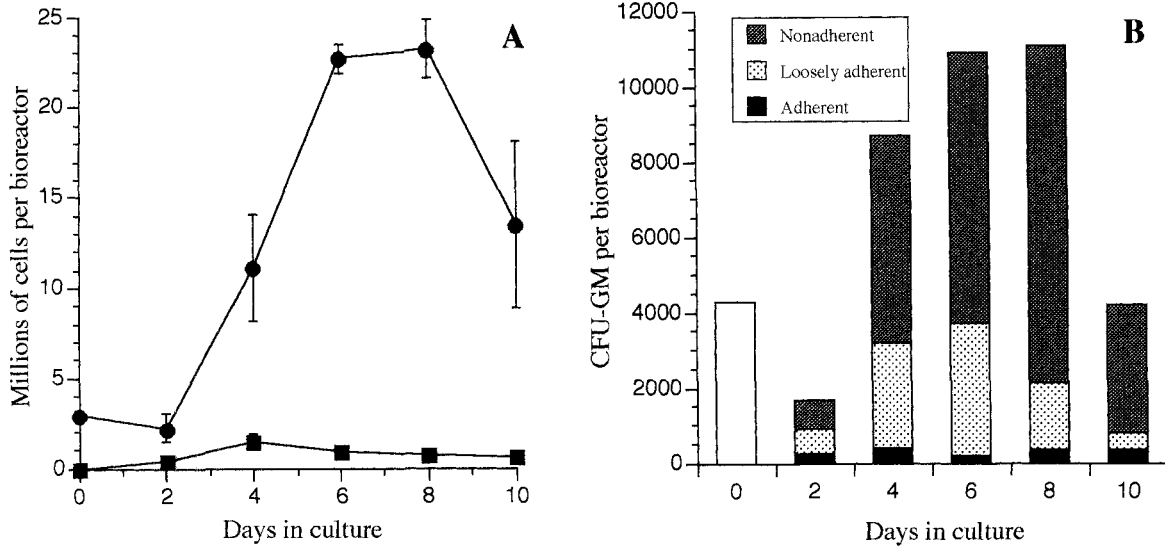 A
25
20
15
10
5
0
Millions of cells per bioreactor
0 2 4 6 8 10
Days in culture
B
12000
10000
8000
6000
4000
2000
0
CFU-GM per bioreactor
Nonadherent
Loosely adherent
Adherent
0 2 4 6 8 10
Days in culture